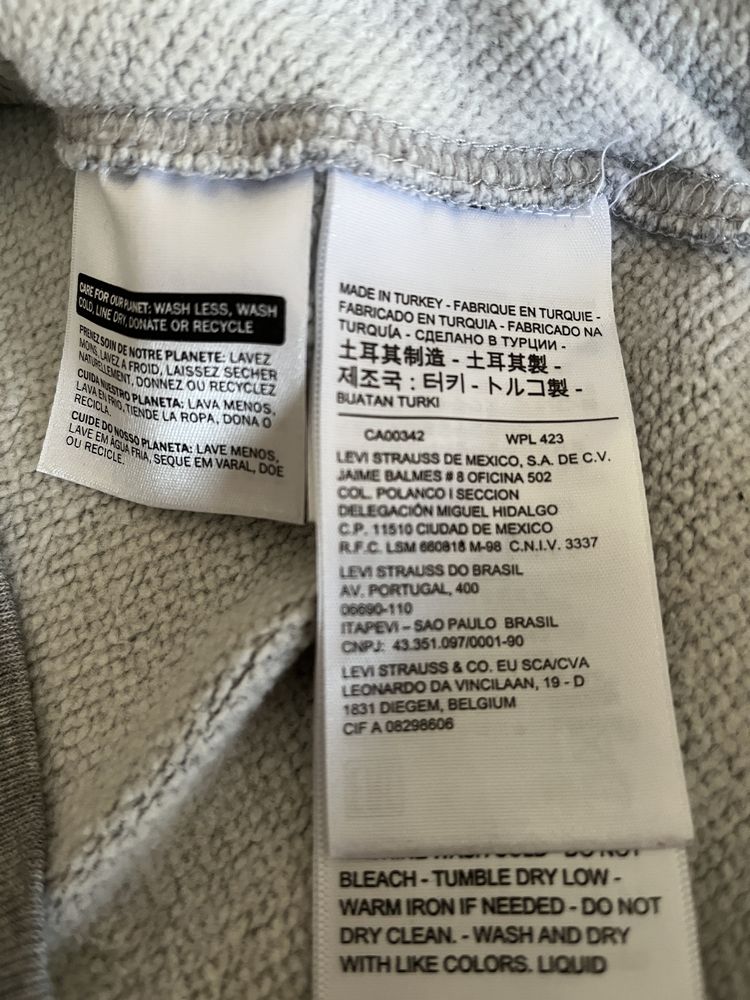 CARE FOR OUR PLANET: WASH LESS, WASH
COLD, LINE DRY, DONATE OR RECYCLE
PRENEZ SOIN DE NOTRE PLANETE: LAVEZ
MOINS, LAVEZ A FROID, LAISSEZ SECHER
NATURELLEMENT, DONNEZ OU RECYCLEZ
CUIDA NUESTRO PLANETA: LAVA MENOS,
LAVA EN FRIO, TIENDE LA ROPA, DONA O
RECICLA.
CUIDE DO NOSSO PLANETA: LAVE MENOS,
LAVE EM ÁGUA FRIA, SEQUE EM VARAL, DOE
OU RECICLE.
MADE IN TURKEY - FABRIQUE EN TURQUIE -
FABRICADO EN TURQUIA - FABRICADO NA
TURQUÍA - СДЕЛАНО В ТУРЦИИ -
土耳其制造 - 土耳其製 -
제조국 : 터키 - トルコ製 -
BUATAN TURKI
CA00342 WPL 423
LEVI STRAUSS DE MEXICO, S.A. DE C.V.
JAIME BALMES # 8 OFICINA 502
COL. POLANCO I SECCION
DELEGACIÓN MIGUEL HIDALGO
C.P. 11510 CIUDAD DE MEXICO
R.F.C. LSM 660818 M-98 C.N.I.V. 3337
LEVI STRAUSS DO BRASIL
AV. PORTUGAL, 400
06690-110
ITAPEVI – SAO PAULO BRASIL
CNPJ: 43.351.097/0001-90
LEVI STRAUSS & CO. EU SCA/CVA
LEONARDO DA VINCILAAN, 19 - D
1831 DIEGEM, BELGIUM
CIF A 08298606
WASH COLD - DO NOT
BLEACH - TUMBLE DRY LOW -
WARM IRON IF NEEDED - DO NOT
DRY CLEAN. - WASH AND DRY
WITH LIKE COLORS. LIQUID